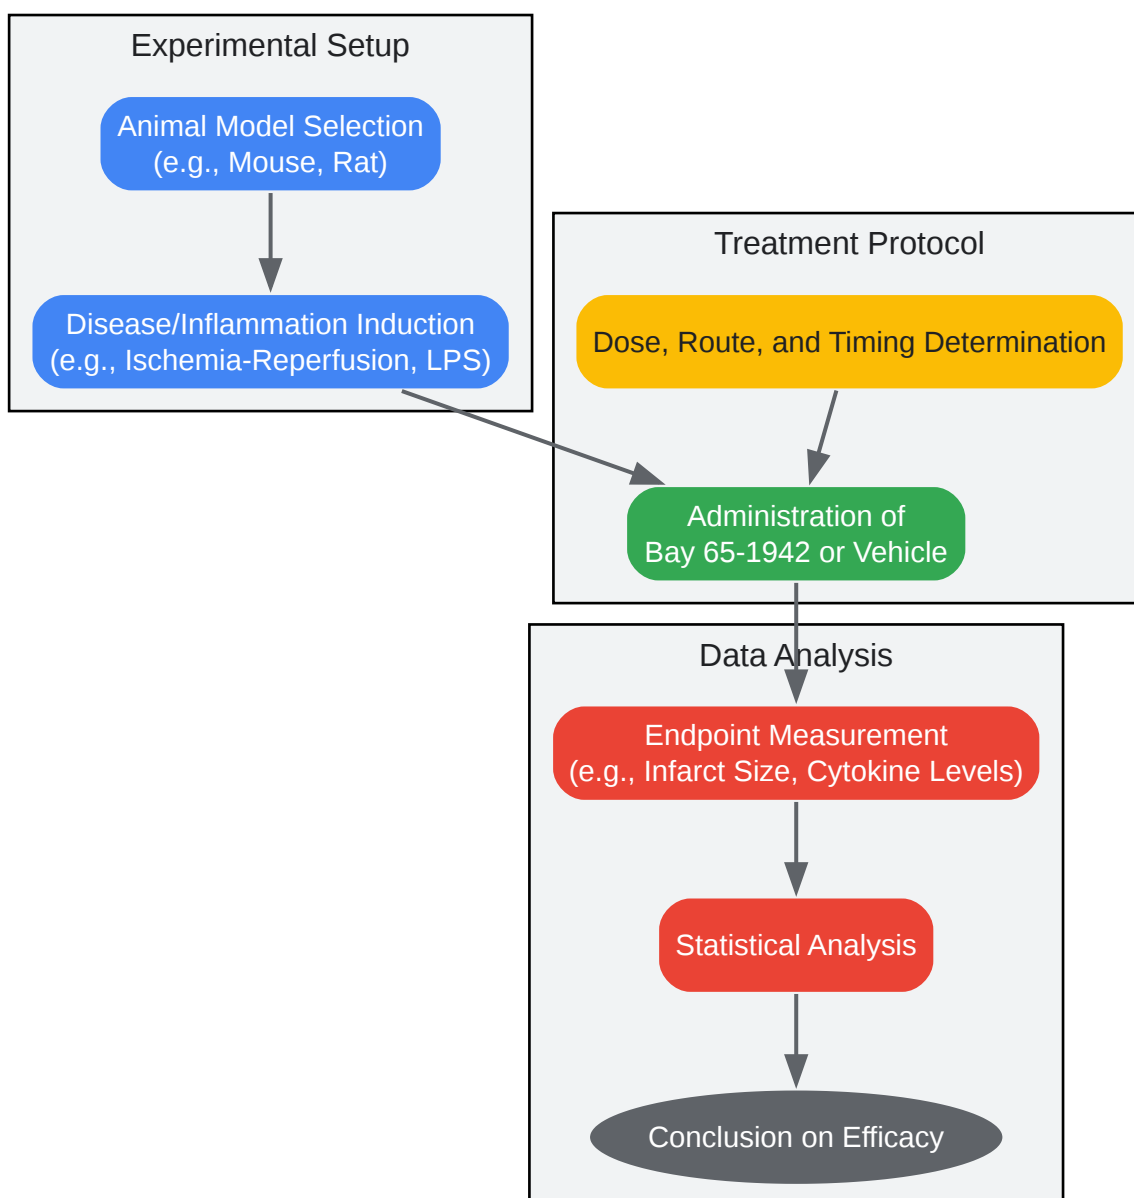 Experimental Setup
Animal Model Selection
(e.g., Mouse, Rat)
Disease/Inflammation Induction
(e.g., Ischemia-Reperfusion, LPS)
Treatment Protocol
Dose, Route, and Timing Determination
Administration of
Bay 65-1942 or Vehicle
Data Analysis
Endpoint Measurement
(e.g., Infarct Size, Cytokine Levels)
Statistical Analysis
Conclusion on Efficacy